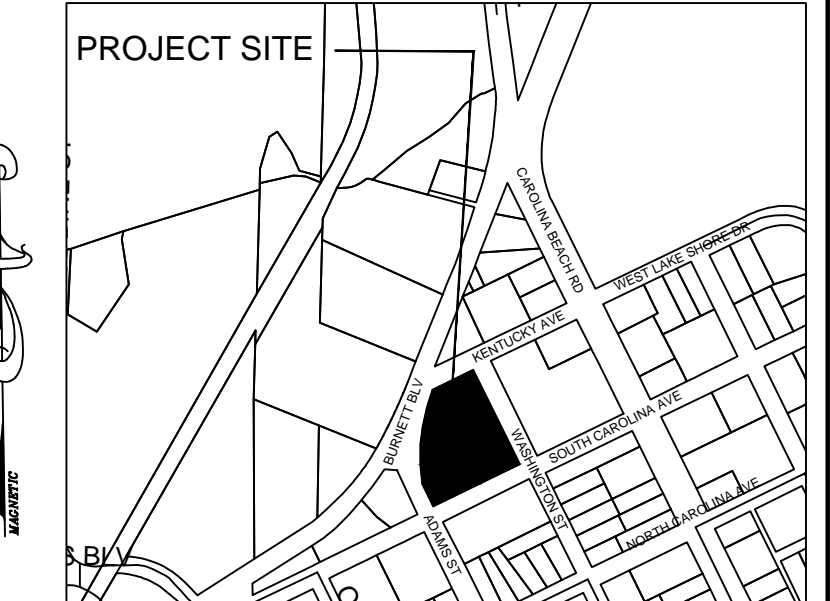 PROJECT SITE
CAROLINA BEACH RD
WEST LAKE SHORE DR
KENTUCKY AVE
BURNETT BLV
SOUTH CAROLINA AVE
WASHINGTON ST
NORTH CAROLINA AVE
ADAMS ST
MAGNETIC
S BLV